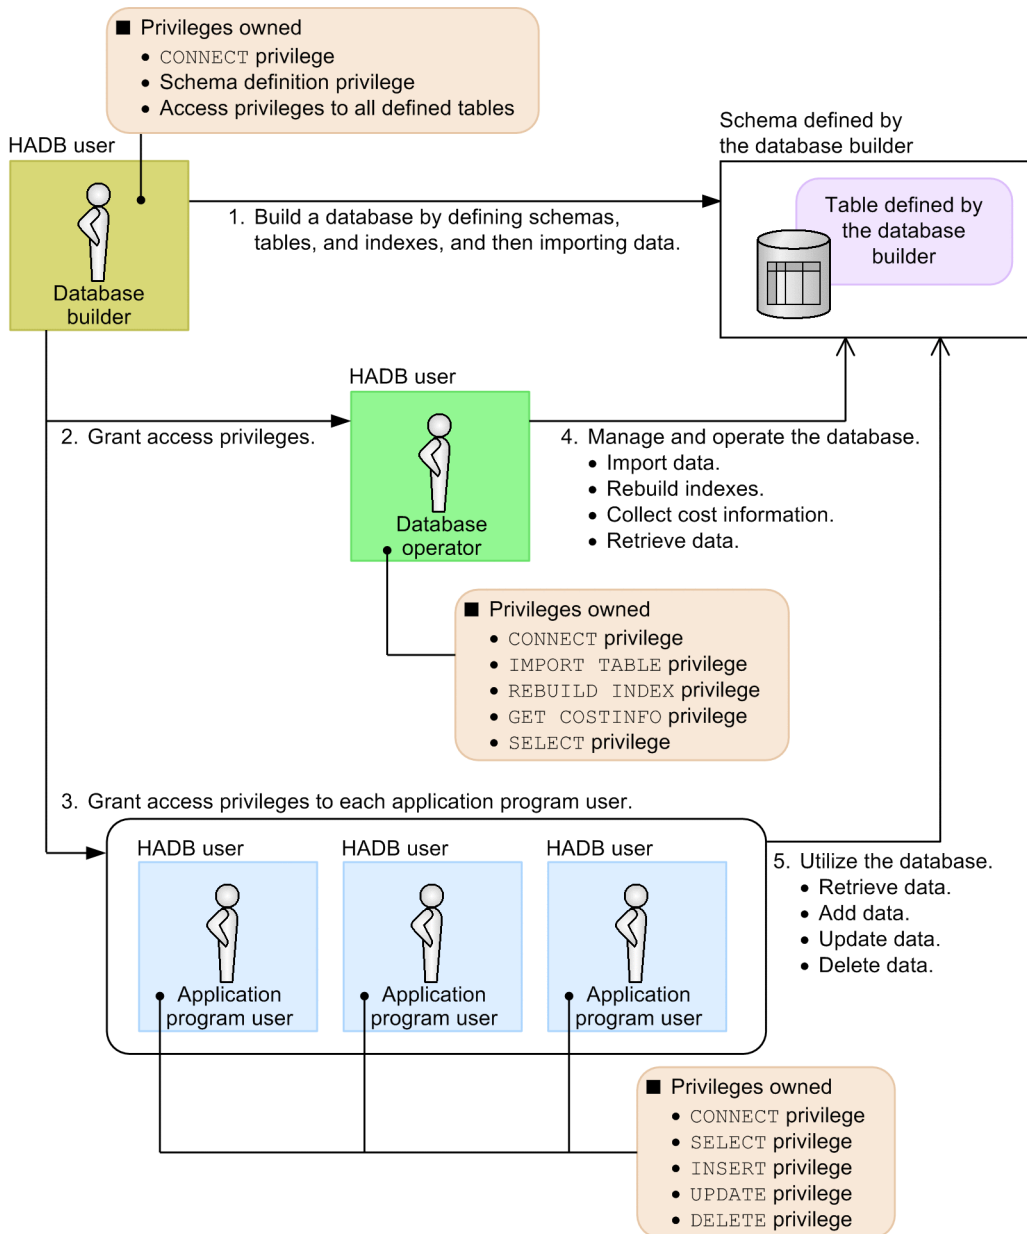 ■ Privileges owned
• CONNECT privilege
• Schema definition privilege
• Access privileges to all defined tables
HADB user
Database
builder
Schema defined by
the database builder
Table defined by
the database
builder
1. Build a database by defining schemas,
tables, and indexes, and then importing data.
HADB user
2. Grant access privileges.
Database
operator
4. Manage and operate the database.
• Import data.
• Rebuild indexes.
• Collect cost information.
• Retrieve data.
■ Privileges owned
• CONNECT privilege
• IMPORT TABLE privilege
• REBUILD INDEX privilege
• GET COSTINFO privilege
• SELECT privilege
3. Grant access privileges to each application program user.
HADB user
Application
program user
HADB user
Application
program user
HADB user
Application
program user
5. Utilize the database.
• Retrieve data.
• Add data.
• Update data.
• Delete data.
■ Privileges owned
• CONNECT privilege
• SELECT privilege
• INSERT privilege
• UPDATE privilege
• DELETE privilege